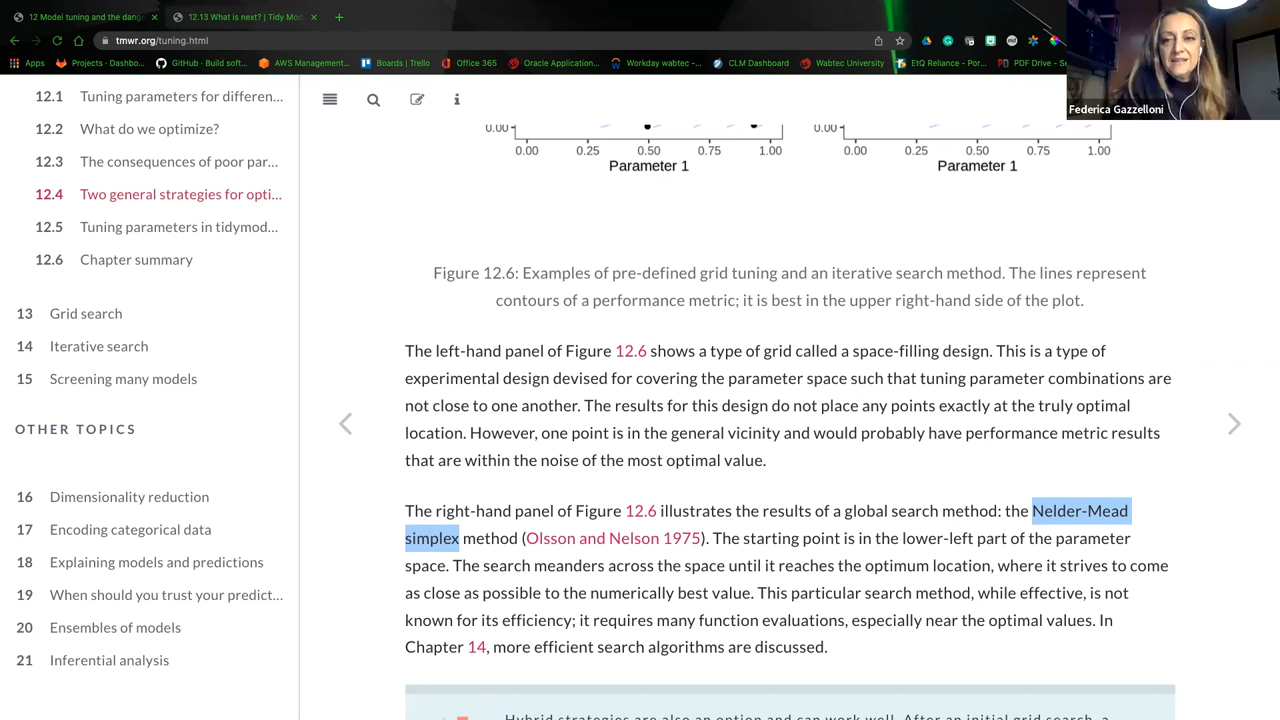 12 Model tuning and the dang
12.13 What is next? | Tidy Mod
tmwr.org/tuning.html
Apps
Projects · Dashbo...
GitHub · Build soft...
AWS Management...
Boards | Trello
Office 365
Oracle Application...
Workday wabtec -...
CLM Dashboard
Wabtec University
EtQ Reliance - Por...
PDF Drive - Se
Federica Gazzelloni
12.1 Tuning parameters for differen...
12.2 What do we optimize?
12.3 The consequences of poor par...
12.4 Two general strategies for opti...
12.5 Tuning parameters in tidymod...
12.6 Chapter summary
13 Grid search
14 Iterative search
15 Screening many models
OTHER TOPICS
16 Dimensionality reduction
17 Encoding categorical data
18 Explaining models and predictions
19 When should you trust your predict...
20 Ensembles of models
21 Inferential analysis
0.00 0.00
0.00 0.25 0.50 0.75 1.00 0.00 0.25 0.50 0.75 1.00
Parameter 1 Parameter 1
Figure 12.6: Examples of pre-defined grid tuning and an iterative search method. The lines represent
contours of a performance metric; it is best in the upper right-hand side of the plot.
The left-hand panel of Figure 12.6 shows a type of grid called a space-filling design. This is a type of
experimental design devised for covering the parameter space such that tuning parameter combinations are
not close to one another. The results for this design do not place any points exactly at the truly optimal
location. However, one point is in the general vicinity and would probably have performance metric results
that are within the noise of the most optimal value.
The right-hand panel of Figure 12.6 illustrates the results of a global search method: the Nelder-Mead
simplex method (Olsson and Nelson 1975). The starting point is in the lower-left part of the parameter
space. The search meanders across the space until it reaches the optimum location, where it strives to come
as close as possible to the numerically best value. This particular search method, while effective, is not
known for its efficiency; it requires many function evaluations, especially near the optimal values. In
Chapter 14, more efficient search algorithms are discussed.
Hybrid strategies are also an option and can work well. After an initial grid search, a